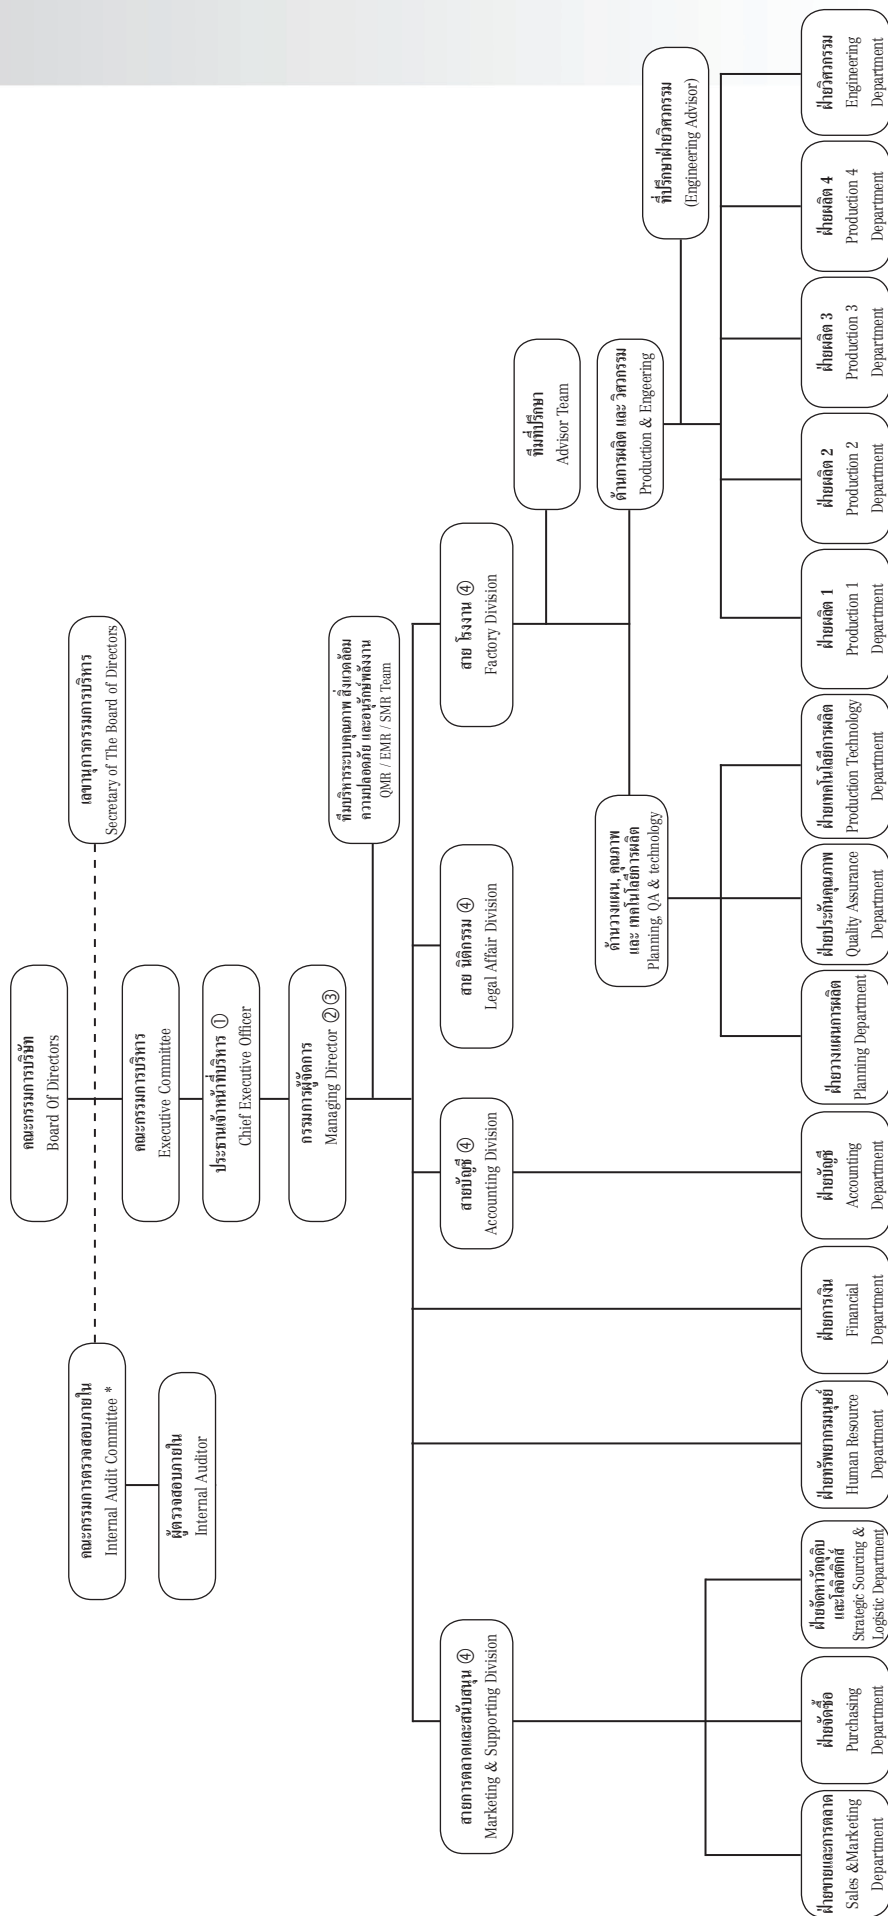 คณะกรรมการบริษัท
Board Of Directors
เลขานุการกรรมการบริหาร
Secretary of The Board of Directors
คณะกรรมการตรวจสอบภายใน
Internal Audit Committee *
ผู้ตรวจสอบภายใน
Internal Auditor
คณะกรรมการบริหาร
Executive Committee
ประธานเจ้าหน้าที่บริหาร ①
Chief Executive Officer
กรรมการผู้จัดการ
Managing Director ②③
ทีมบริหารระบบคุณภาพ สิ่งแวดล้อม
ความปลอดภัย และอนุรักษ์พลังงาน
QMR / EMR / SMR Team
สายการตลาดและสนับสนุน ④
Marketing & Supporting Division
สายบัญชี ④
Accounting Division
สาย นิติกรรม ④
Legal Affair Division
สาย โรงงาน ④
Factory Division
ทีมที่ปรึกษา
Advisor Team
ด้านวางแผน, คุณภาพ
และ เทคโนโลยีการผลิต
Planning, QA & technology
ด้านการผลิต และ วิศวกรรม
Production & Engeering
ที่ปรึกษาฝ่ายวิศวกรรม
(Engineering Advisor)
ฝ่ายขายและการตลาด
Sales &Marketing
Department
ฝ่ายจัดซื้อ
Purchasing
Department
ฝ่ายจัดหาวัตถุดิบ
และโลจิสติกส์
Strategic Sourcing &
Logistic Department
ฝ่ายทรัพยากรมนุษย์
Human Resource
Department
ฝ่ายการเงิน
Financial
Department
ฝ่ายบัญชี
Accounting
Department
ฝ่ายวางแผนการผลิต
Planning Department
ฝ่ายประกันคุณภาพ
Quality Assurance
Department
ฝ่ายเทคโนโลยีการผลิต
Production Technology
Department
ฝ่ายผลิต 1
Production 1
Department
ฝ่ายผลิต 2
Production 2
Department
ฝ่ายผลิต 3
Production 3
Department
ฝ่ายผลิต 4
Production 4
Department
ฝ่ายวิศวกรรม
Engineering
Department